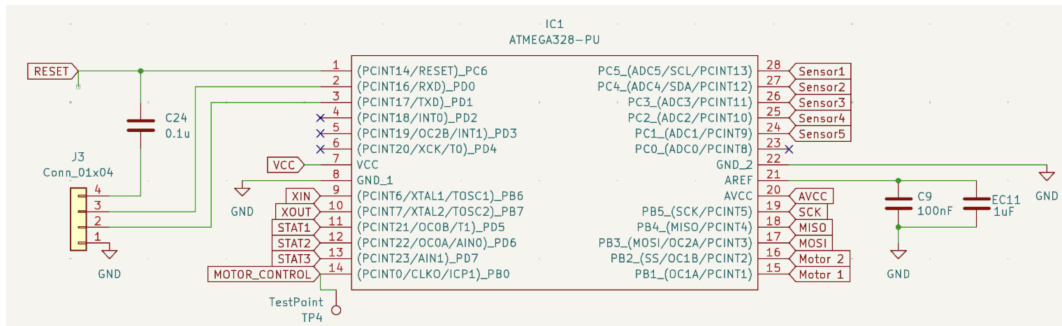 IC1
ATMEGA328-PU
RESET
1 (PCINT14/RESET)_PC6
2 (PCINT16/RXD)_PD0
3 (PCINT17/TXD)_PD1
4 (PCINT18/INT0)_PD2
5 (PCINT19/OC2B/INT1)_PD3
6 (PCINT20/XCK/T0)_PD4
VCC 7 VCC
8 GND_1
GND
XIN 9 (PCINT6/XTAL1/TOSC1)_PB6
XOUT 10 (PCINT7/XTAL2/TOSC2)_PB7
STAT1 11 (PCINT21/OC0B/T1)_PD5
STAT2 12 (PCINT22/OC0A/AIN0)_PD6
STAT3 13 (PCINT23/AIN1)_PD7
MOTOR_CONTROL 14 (PCINT0/CLKO/ICP1)_PB0
TestPoint
TP4
C24
0.1u
J3
Conn_01x04
4
3
2
1
GND
PC5_(ADC5/SCL/PCINT13) 28 Sensor1
PC4_(ADC4/SDA/PCINT12) 27 Sensor2
PC3_(ADC3/PCINT11) 26 Sensor3
PC2_(ADC2/PCINT10) 25 Sensor4
PC1_(ADC1/PCINT9) 24 Sensor5
PC0_(ADC0/PCINT8) 23
GND_2 22
AREF 21
AVCC 20 AVCC
PB5_(SCK/PCINT5) 19 SCK
PB4_(MISO/PCINT4) 18 MISO
PB3_(MOSI/OC2A/PCINT3) 17 MOSI
PB2_(SS/OC1B/PCINT2) 16 Motor 2
PB1_(OC1A/PCINT1) 15 Motor 1
GND
C9
100nF
EC11
1uF
GND